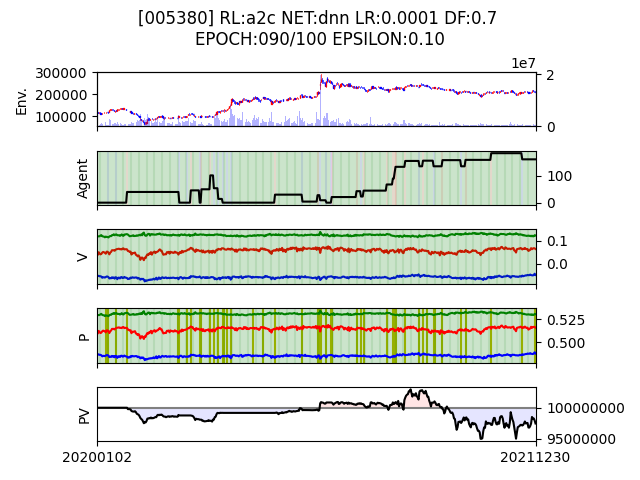 [005380] RL:a2c NET:dnn LR:0.0001 DF:0.7
EPOCH:090/100 EPSILON:0.10
1e7
300000
200000
100000
Env.
2
0
Agent
100
0
V
0.1
0.0
P
0.525
0.500
PV
100000000
95000000
20200102
20211230